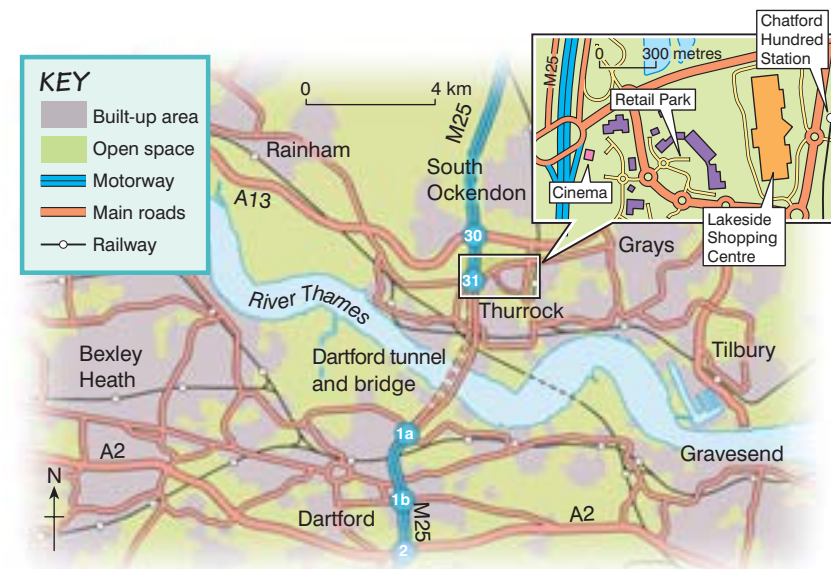 KEY
Built-up area
Open space
Motorway
Main roads
Railway
0 4 km
M25
Rainham
A13
South
Ockendon
30
31
Grays
Thurrock
River Thames
Bexley
Heath
Dartford tunnel
and bridge
Tilbury
1a
Gravesend
A2
N
1b
Dartford
M25
A2
2
M25
0 300 metres
Chatford
Hundred
Station
Retail Park
Cinema
Lakeside
Shopping
Centre